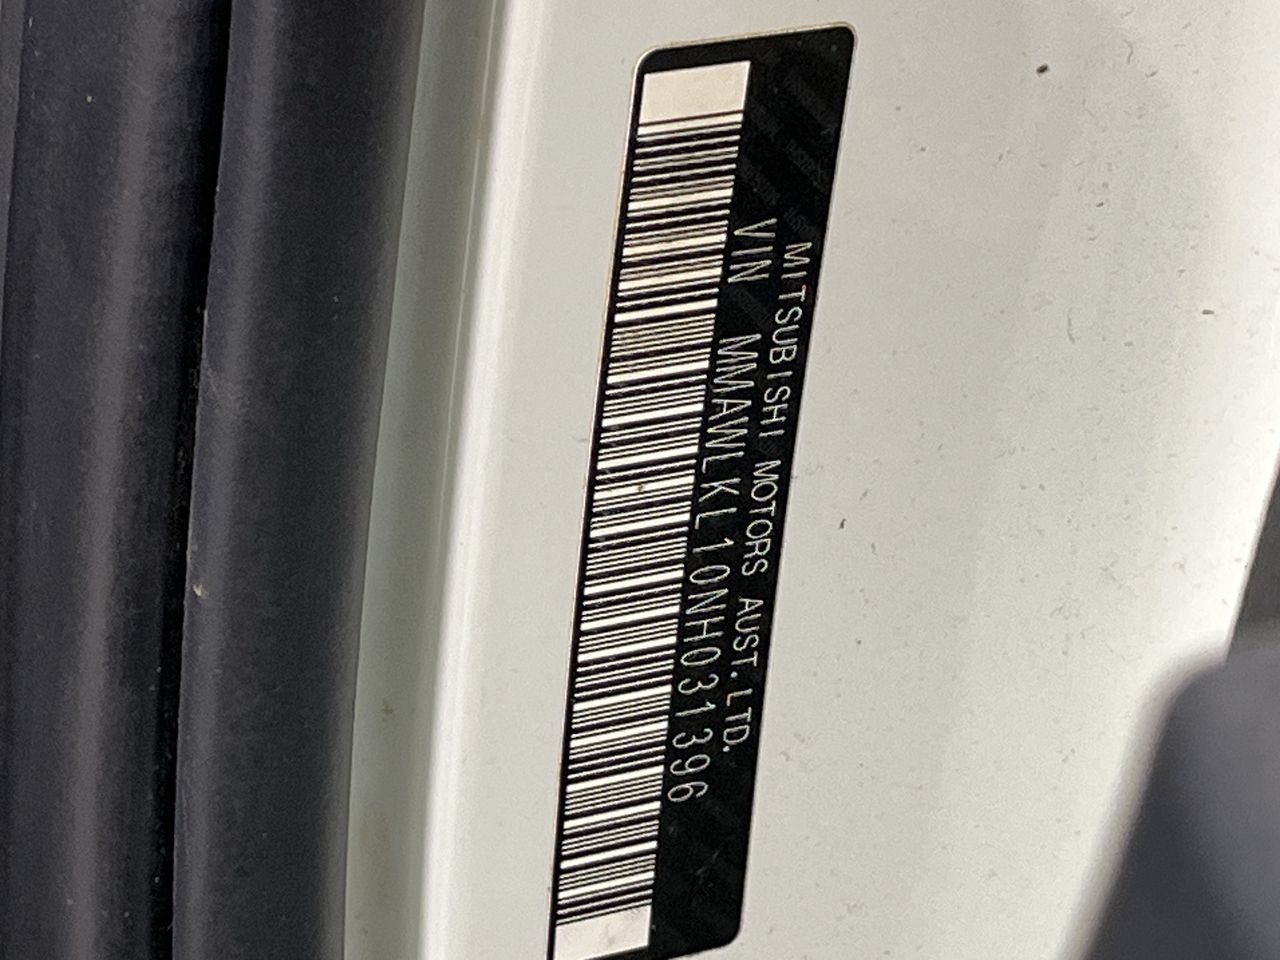 MITSUBISHI MOTORS AUST.LTD.
VIN MMAWLKL10NH031396